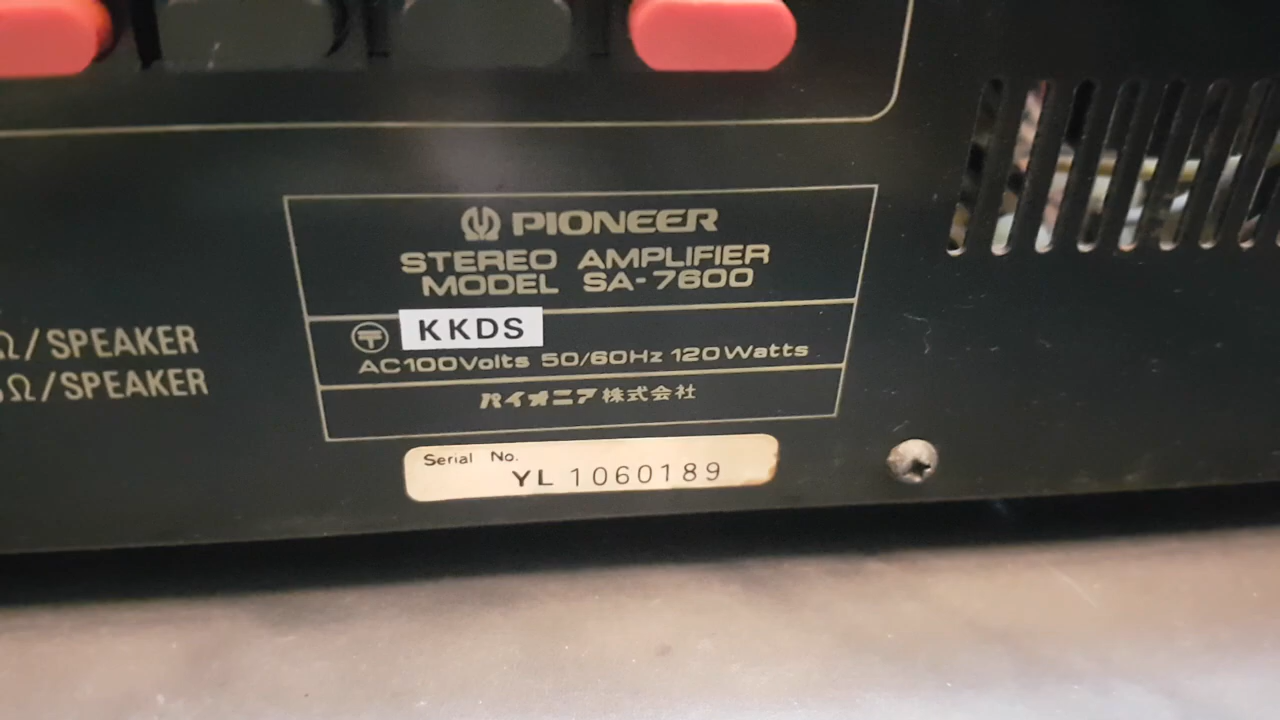 PIONEER
STEREO AMPLIFIER
MODEL SA-7600
〒 KKDS
AC100Volts 50/60Hz 120Watts
パイオニア株式会社
Ω/SPEAKER
Ω/SPEAKER
Serial No.
YL 1060189